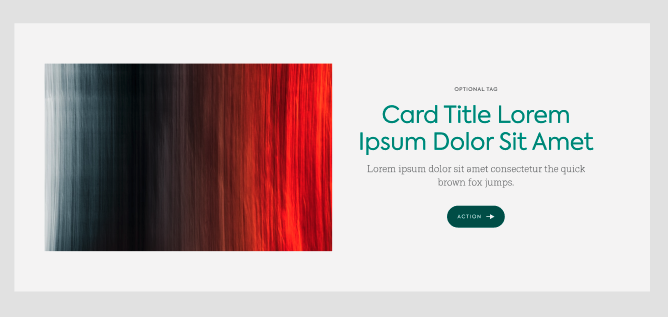 OPTIONAL TAG
Card Title Lorem
Ipsum Dolor Sit Amet
Lorem ipsum dolor sit amet consectetur the quick
brown fox jumps.
ACTION